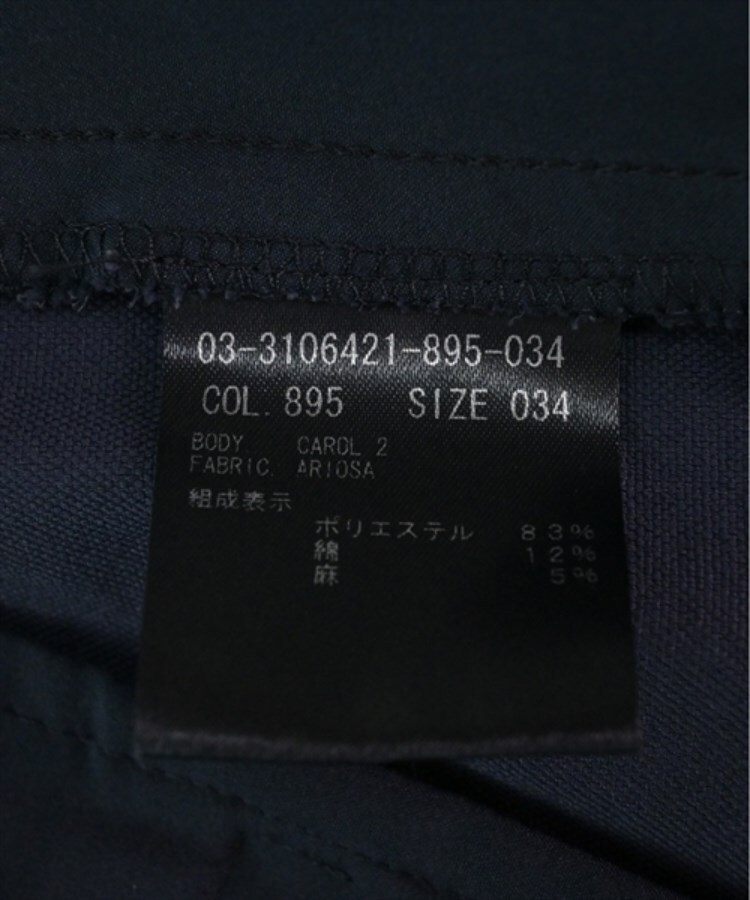 03-3106421-895-034
COL. 895 SIZE 034
BODY CAROL 2
FABRIC. ARIOSA
組成表示
ポリエステル 83%
綿 12%
麻 5%